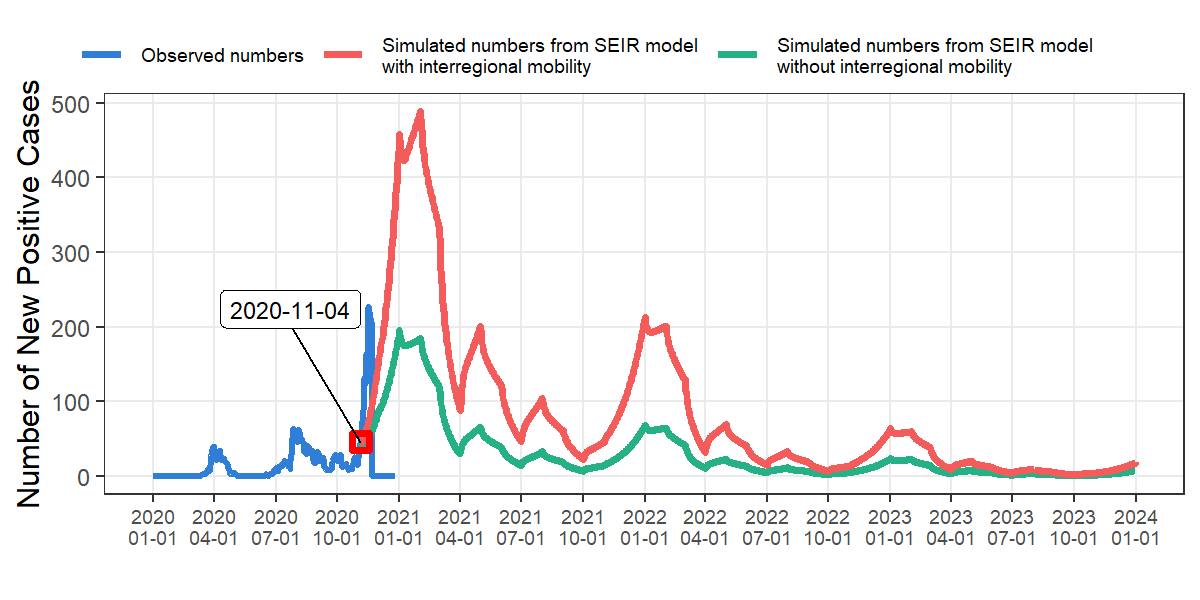 Observed numbers
Simulated numbers from SEIR model
with interregional mobility
Simulated numbers from SEIR model
without interregional mobility
Number of New Positive Cases
500
400
300
200
100
0
2020-11-04
2020 2020 2020 2020 2021 2021 2021 2021 2022 2022 2022 2022 2023 2023 2023 2023 2024
01-01 04-01 07-01 10-01 01-01 04-01 07-01 10-01 01-01 04-01 07-01 10-01 01-01 04-01 07-01 10-01 01-01